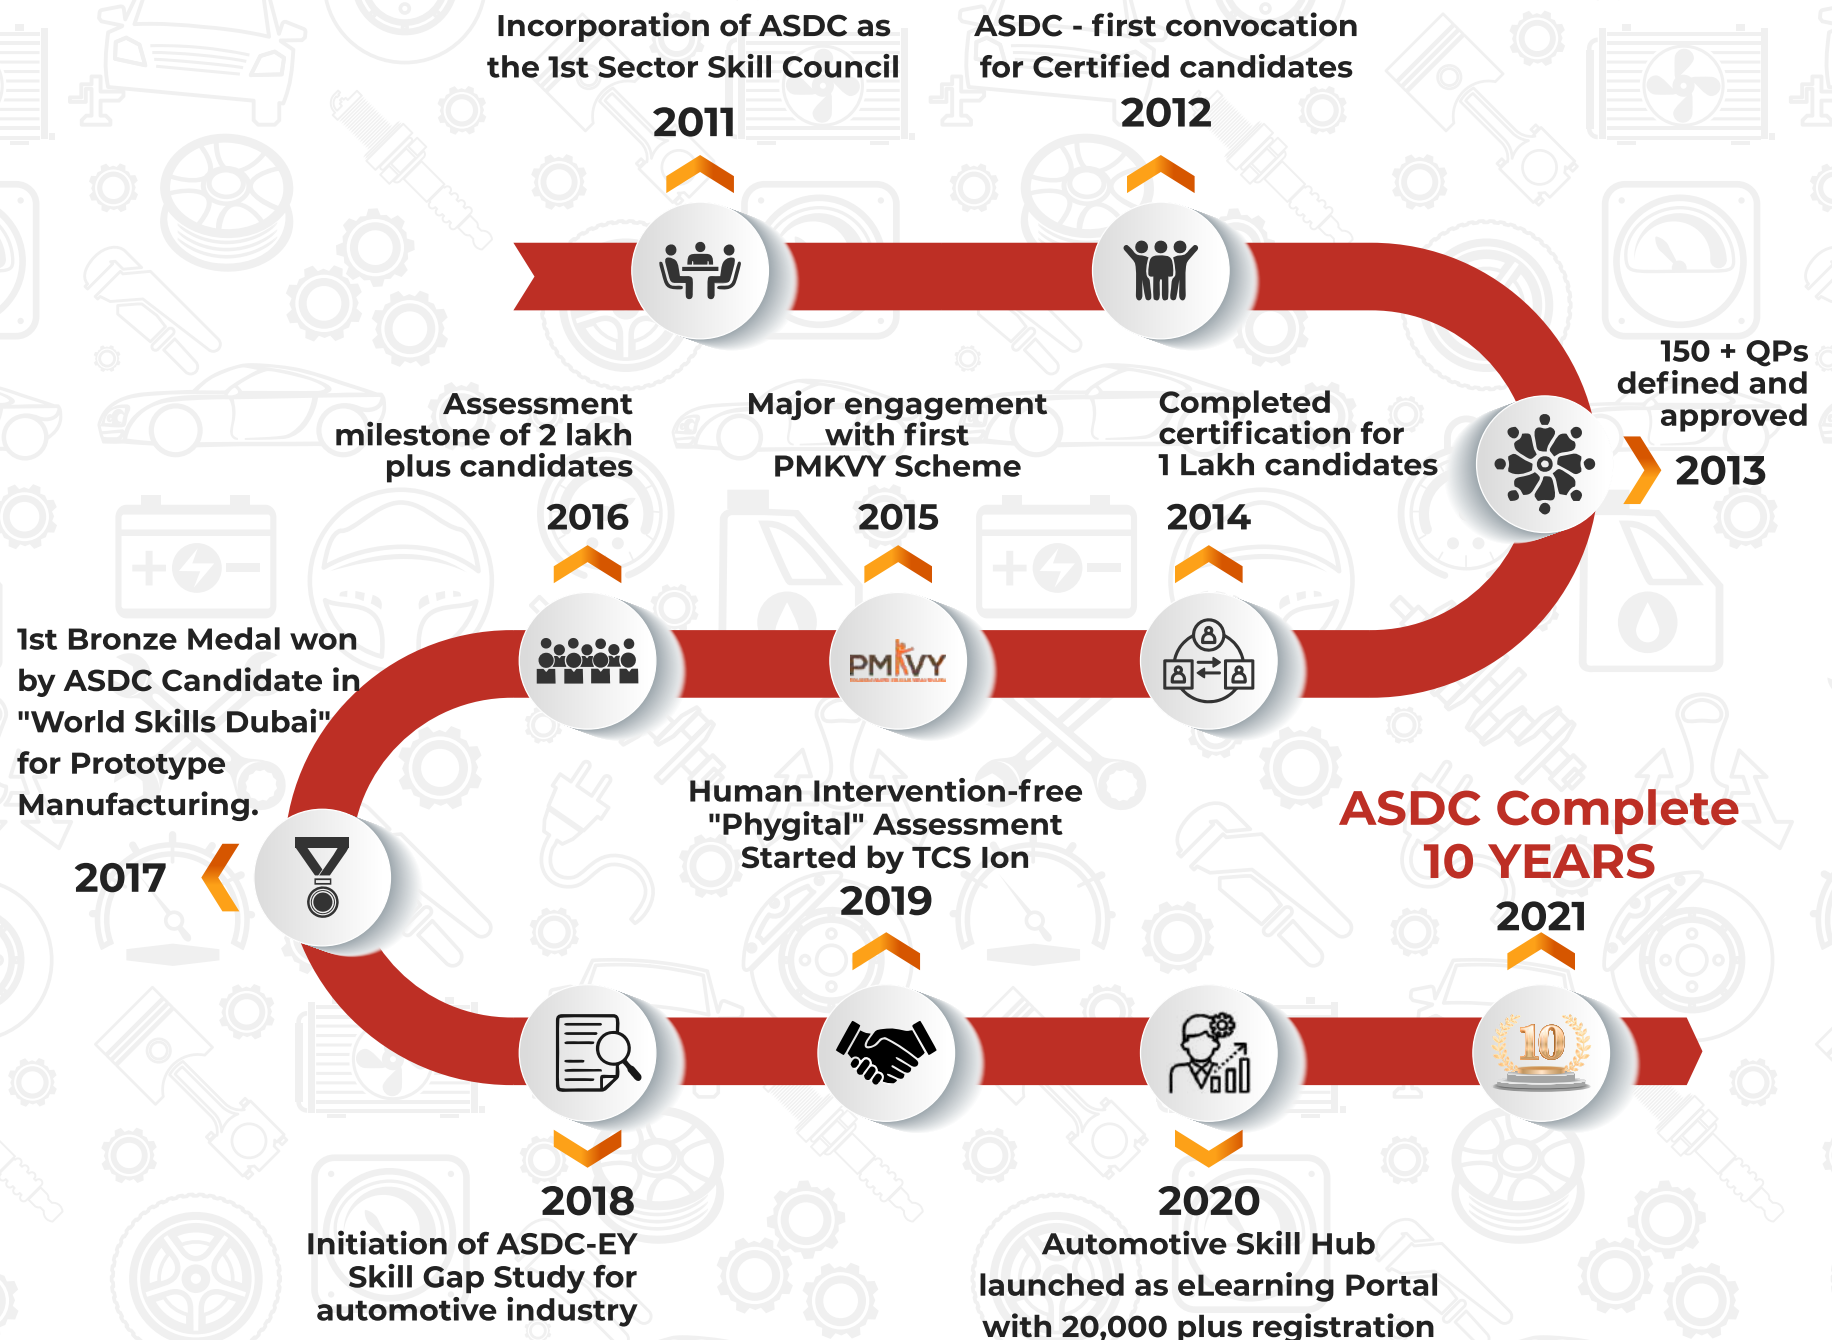 Incorporation of ASDC as
the 1st Sector Skill Council
2011
ASDC - first convocation
for Certified candidates
2012
150 + QPs
defined and
approved
2013
Completed
certification for
1 Lakh candidates
2014
Major engagement
with first
PMKVY Scheme
2015
PMKVY
Assessment
milestone of 2 lakh
plus candidates
2016
1st Bronze Medal won
by ASDC Candidate in
"World Skills Dubai"
for Prototype
Manufacturing.
2017
2018
Initiation of ASDC-EY
Skill Gap Study for
automotive industry
Human Intervention-free
"Phygital" Assessment
Started by TCS Ion
2019
2020
Automotive Skill Hub
launched as eLearning Portal
with 20,000 plus registration
ASDC Complete
10 YEARS
2021
10